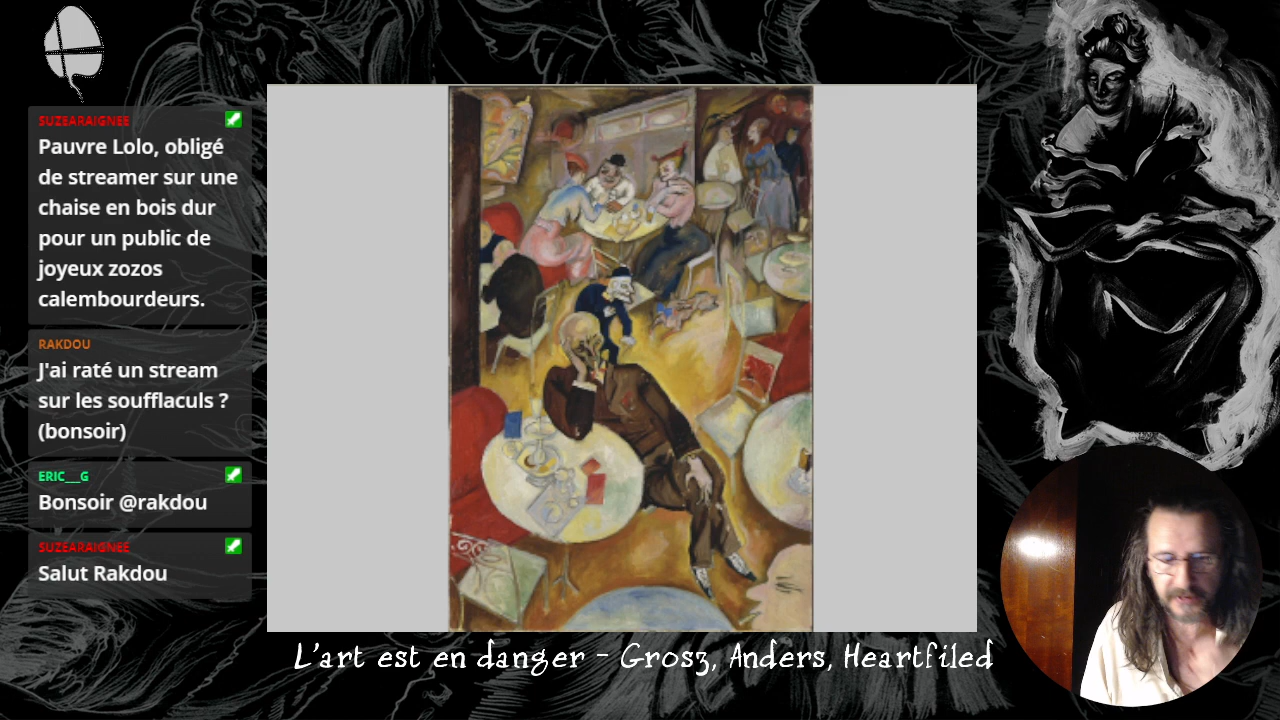 SUZEARAIGNEE
Pauvre Lolo, obligé
de streamer sur une
chaise en bois dur
pour un public de
joyeux zozos
calembourdeurs.
RAKDOU
J'ai raté un stream
sur les soufflaculs ?
(bonsoir)
ERIC__G
Bonsoir @rakdou
SUZEARAIGNEE
Salut Rakdou
L'art est en danger - Grosz, Anders, Heartfiled